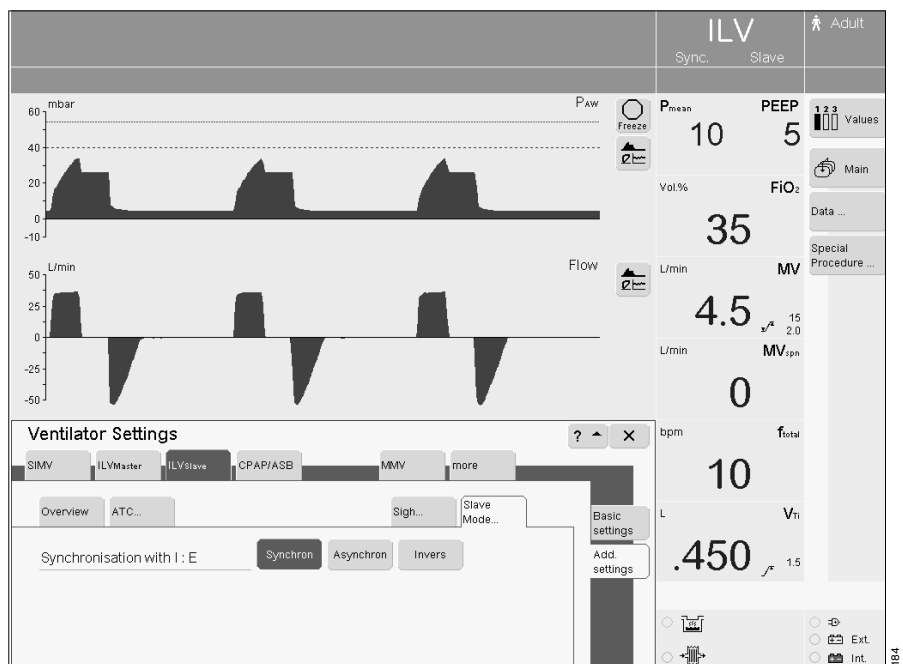 ILV
Sync. Slave
Adult
mbar
Paw
60
40
20
0
-10
Freeze
L/min
Flow
50
25
0
-25
-50
Pmean PEEP
10 5
Vol.% FiO2
35
L/min MV
4.5
15
2.0
L/min MVspn
0
bpm ftotal
10
L VTi
.450
1.5
1 2 3
Values
Main
Data ...
Special
Procedure ...
Ventilator Settings
? ×
SIMV ILVMaster ILVSlave CPAP/ASB MMV more
Overview ATC... Sigh... Slave
Mode...
Basic
settings
Add.
settings
Synchronisation with I : E Synchron Asynchron Invers
Ext.
Int.
184